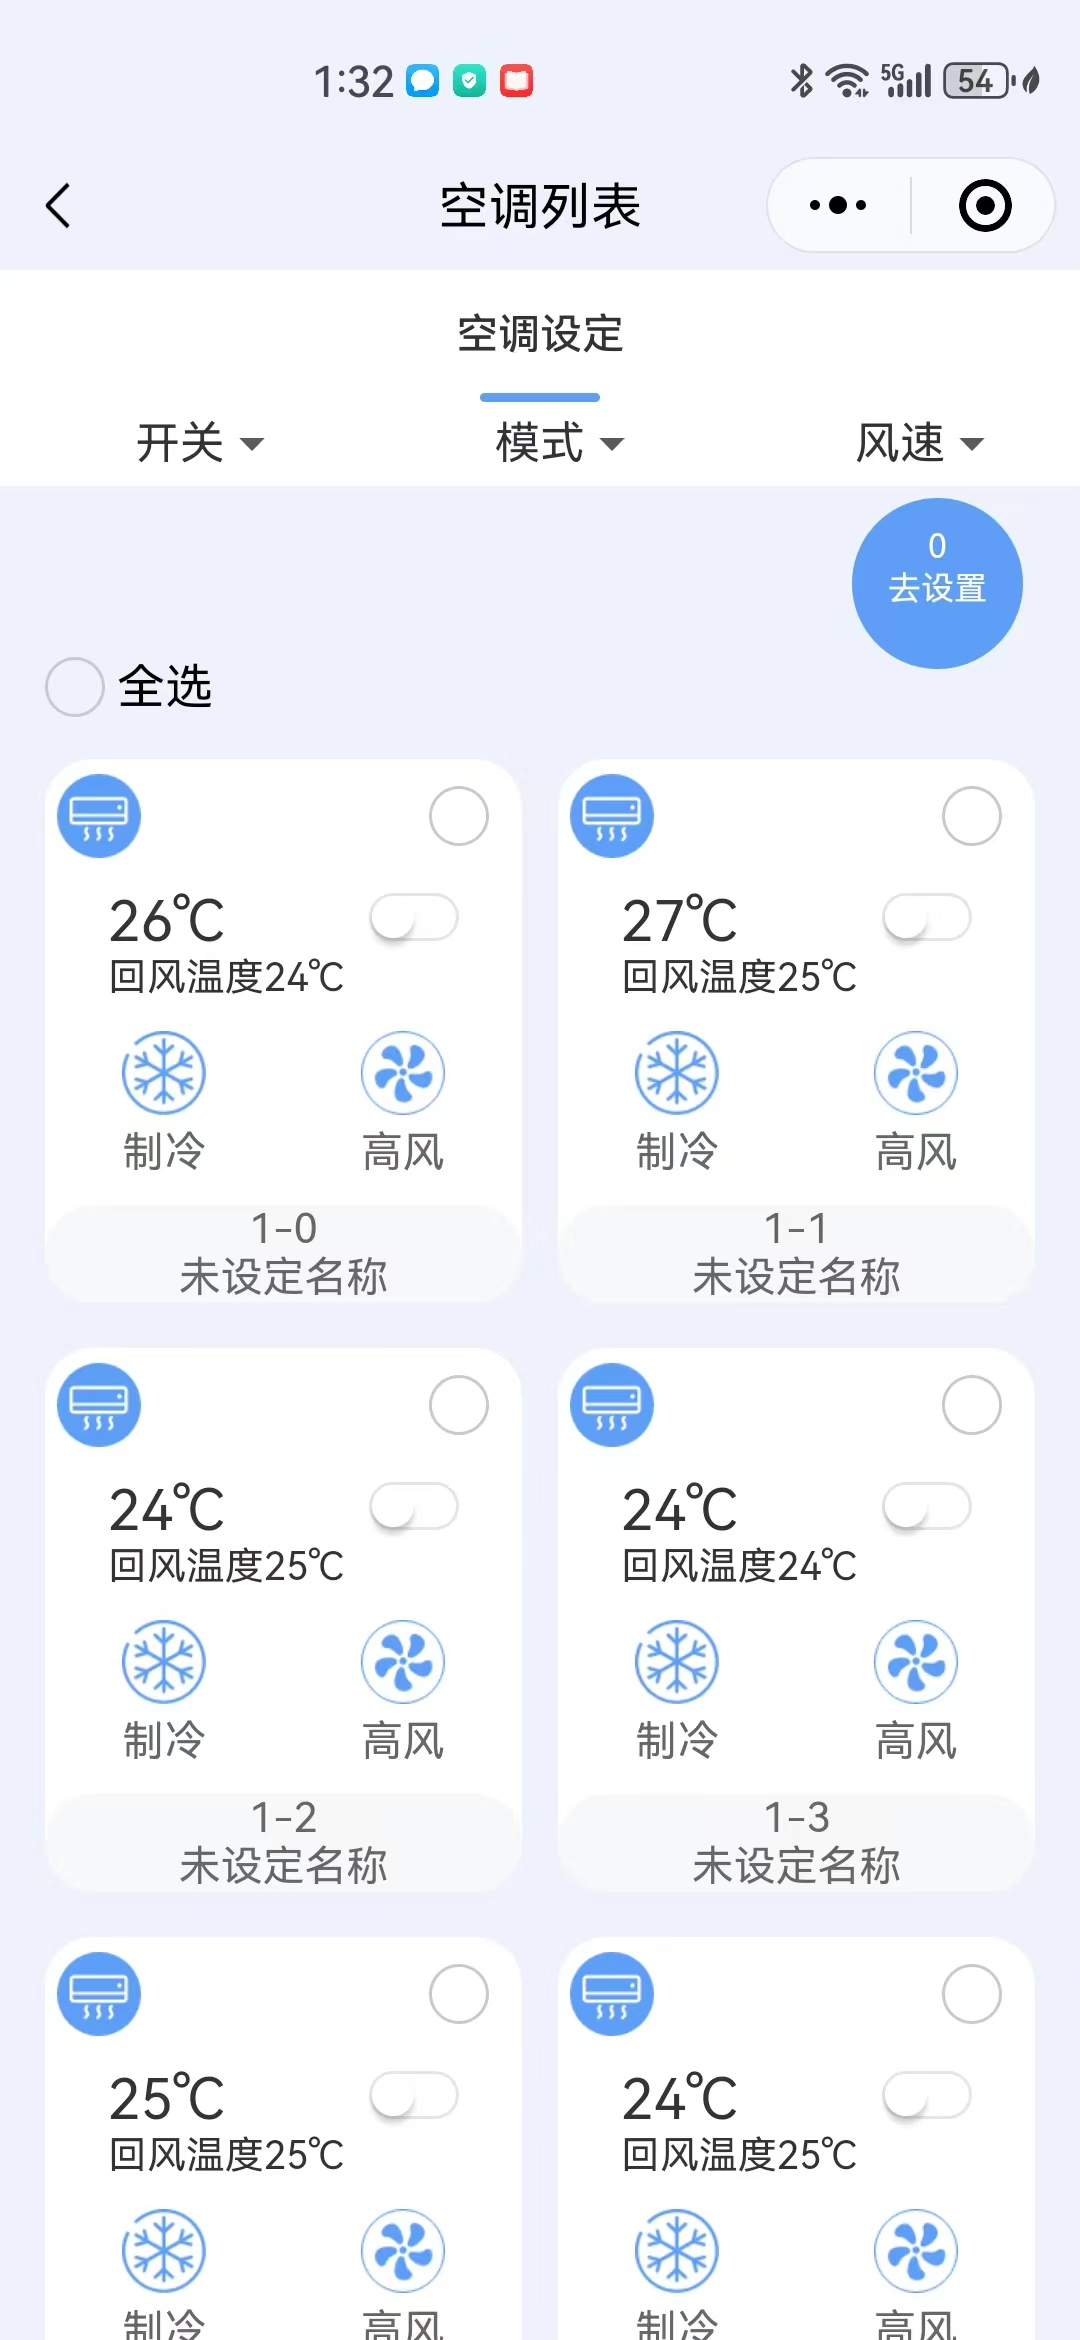 1:32
5G
54
空调列表
空调设定
开关 模式 风速
0
去设置
全选
26℃
回风温度24℃
制冷 高风
1-0
未设定名称
27℃
回风温度25℃
制冷 高风
1-1
未设定名称
24℃
回风温度25℃
制冷 高风
1-2
未设定名称
24℃
回风温度24℃
制冷 高风
1-3
未设定名称
25℃
回风温度25℃
制冷 高风
24℃
回风温度25℃
制冷 高风